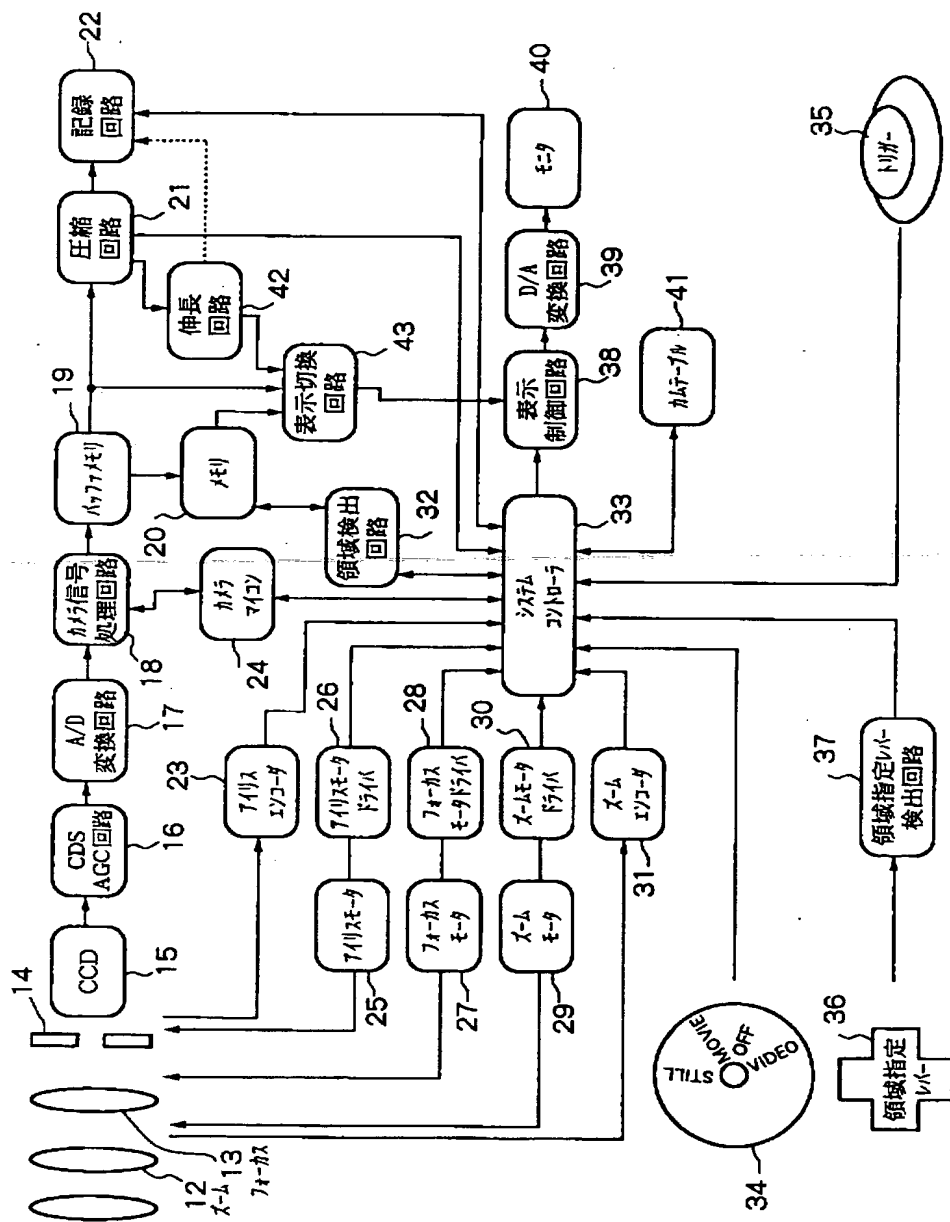 12
ズーム
13
フォーカス
14
CCD
15
CDS
AGC回路
16
A/D
変換回路
17
カメラ信号
処理回路
18
バッファメモリ
19
メモリ
20
圧縮
回路
21
記録
回路
22
伸長
回路
42
表示切換
回路
43
アイリス
エンコーダ
23
カメラ
マイコン
24
アイリスモータ
25
アイリスモータ
ドライバ
26
フォーカス
モータ
27
フォーカス
モータドライバ
28
ズーム
モータ
29
ズームモータ
ドライバ
30
ズーム
エンコーダ
31
領域検出
回路
32
システム
コントローラ
33
表示
制御回路
38
D/A
変換回路
39
モニタ
40
カムテーブル
41
STILL
MOVIE
OFF
VIDEO
34
トリガー
35
領域指定
レバー
36
領域指定レバー
検出回路
37